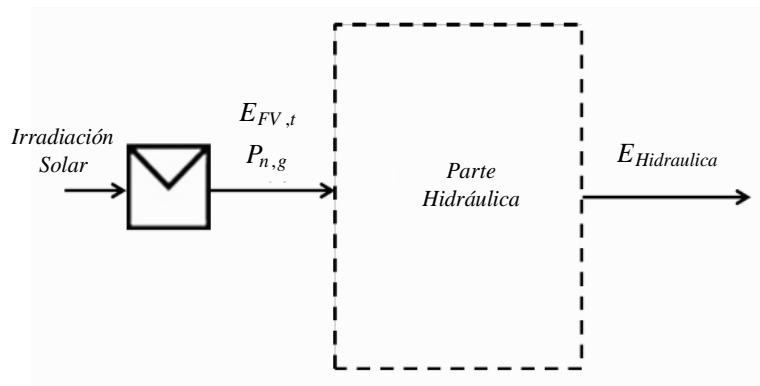 Irradiación
Solar
E_{FV,t}
P_{n,g}
Parte
Hidráulica
E_{Hidraulica}